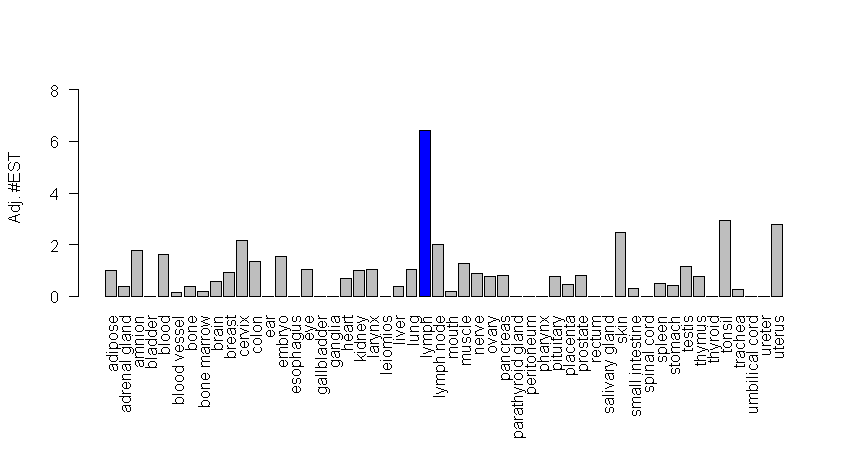 8
6
4
2
0
Adj. #EST
adipose
adrenal gland
amnion
bladder
blood
blood vessel
bone
bone marrow
brain
breast
cervix
colon
ear
embryo
esophagus
eye
gallbladder
ganglia
heart
kidney
larynx
leiomios
liver
lung
lymph
lymph node
mouth
muscle
nerve
ovary
pancreas
parathyroid gland
peritoneum
pharynx
pituitary
placenta
prostate
rectum
salivary gland
skin
small intestine
spinal cord
spleen
stomach
testis
thymus
thyroid
tonsil
trachea
umbilical cord
ureter
uterus